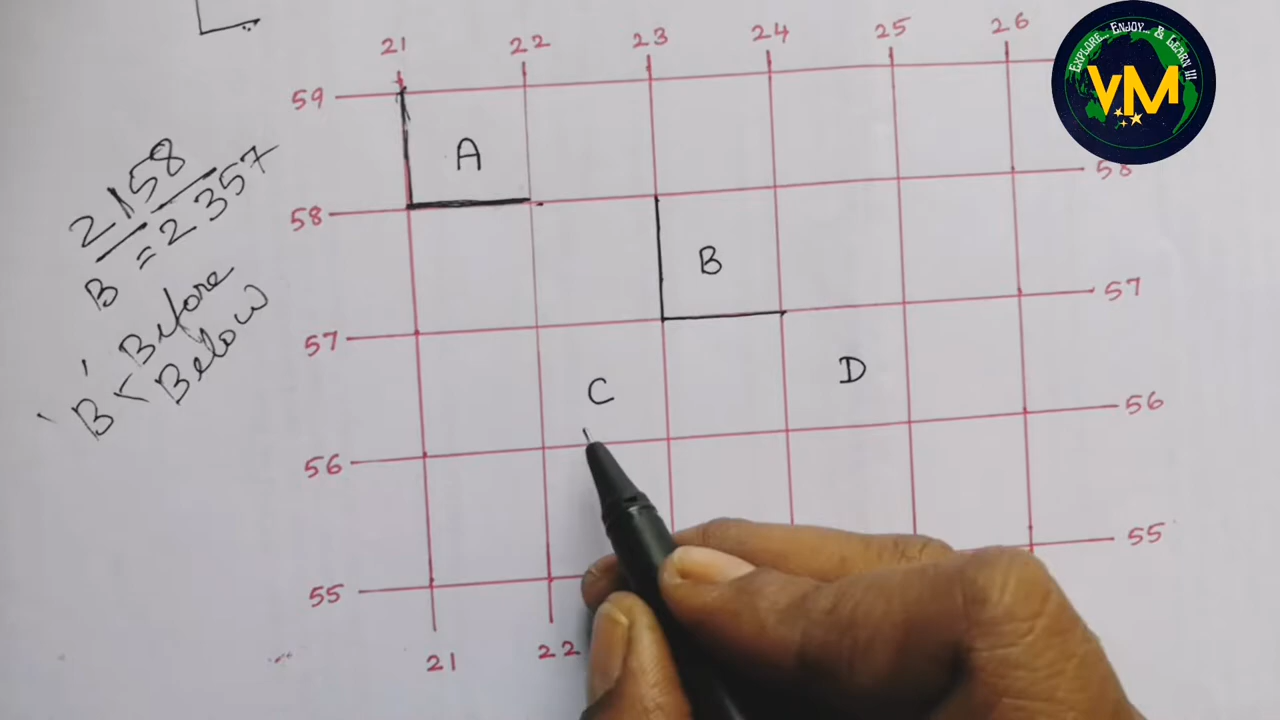 EXPLORE... ENJOY... & LEARN !!!
VM
21 22 23 24 25 26
59
A
58 58
B
57 57
C D
56 56
55 55
21 22
2158
B = 2357
B < Before
Below